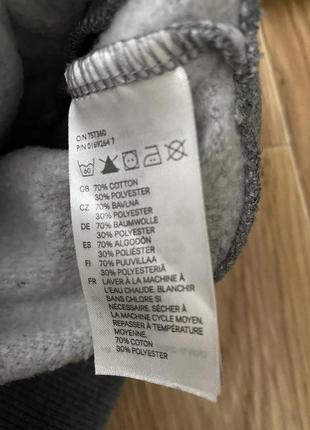 O/N 757360
P/N 0169264 7
60
GB 70% COTTON
30% POLYESTER
CZ 70% BAVLNA
30% POLYESTER
DE 70% BAUMWOLLE
30% POLYESTER
ES 70% ALGODÓN
30% POLIÉSTER
FI 70% PUUVILLAA
30% POLYESTERIÄ
FR LAVER À LA MACHINE À
L'EAU CHAUDE. BLANCHIR
SANS CHLORE SI
NÉCESSAIRE. SÉCHER À
LA MACHINE CYCLE MOYEN,
REPASSER À TEMPÉRATURE
MOYENNE,
70% COTON
30% POLYESTER